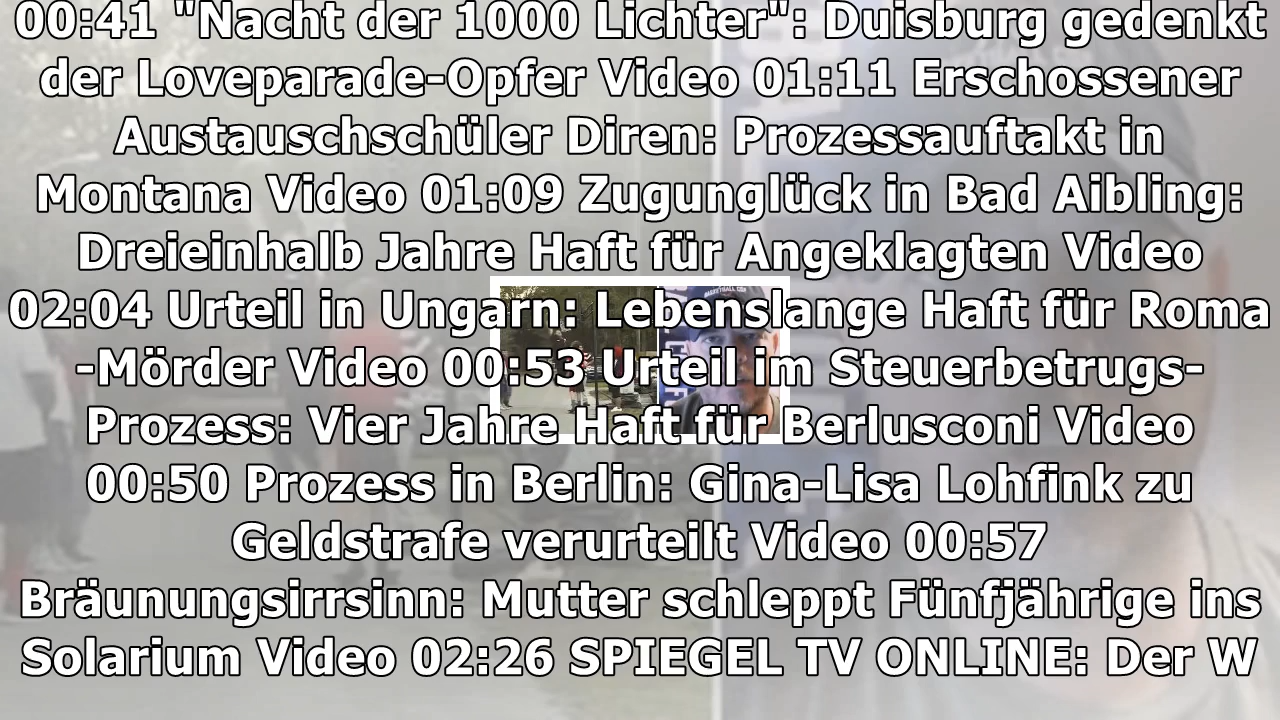 00:41 "Nacht der 1000 Lichter": Duisburg gedenkt
der Loveparade-Opfer Video 01:11 Erschossener
Austauschschüler Diren: Prozessauftakt in
Montana Video 01:09 Zugunglück in Bad Aibling:
Dreieinhalb Jahre Haft für Angeklagten Video
02:04 Urteil in Ungarn: Lebenslange Haft für Roma
-Mörder Video 00:53 Urteil im Steuerbetrugs-
Prozess: Vier Jahre Haft für Berlusconi Video
00:50 Prozess in Berlin: Gina-Lisa Lohfink zu
Geldstrafe verurteilt Video 00:57
Bräunungsirrsinn: Mutter schleppt Fünfjährige ins
Solarium Video 02:26 SPIEGEL TV ONLINE: Der W